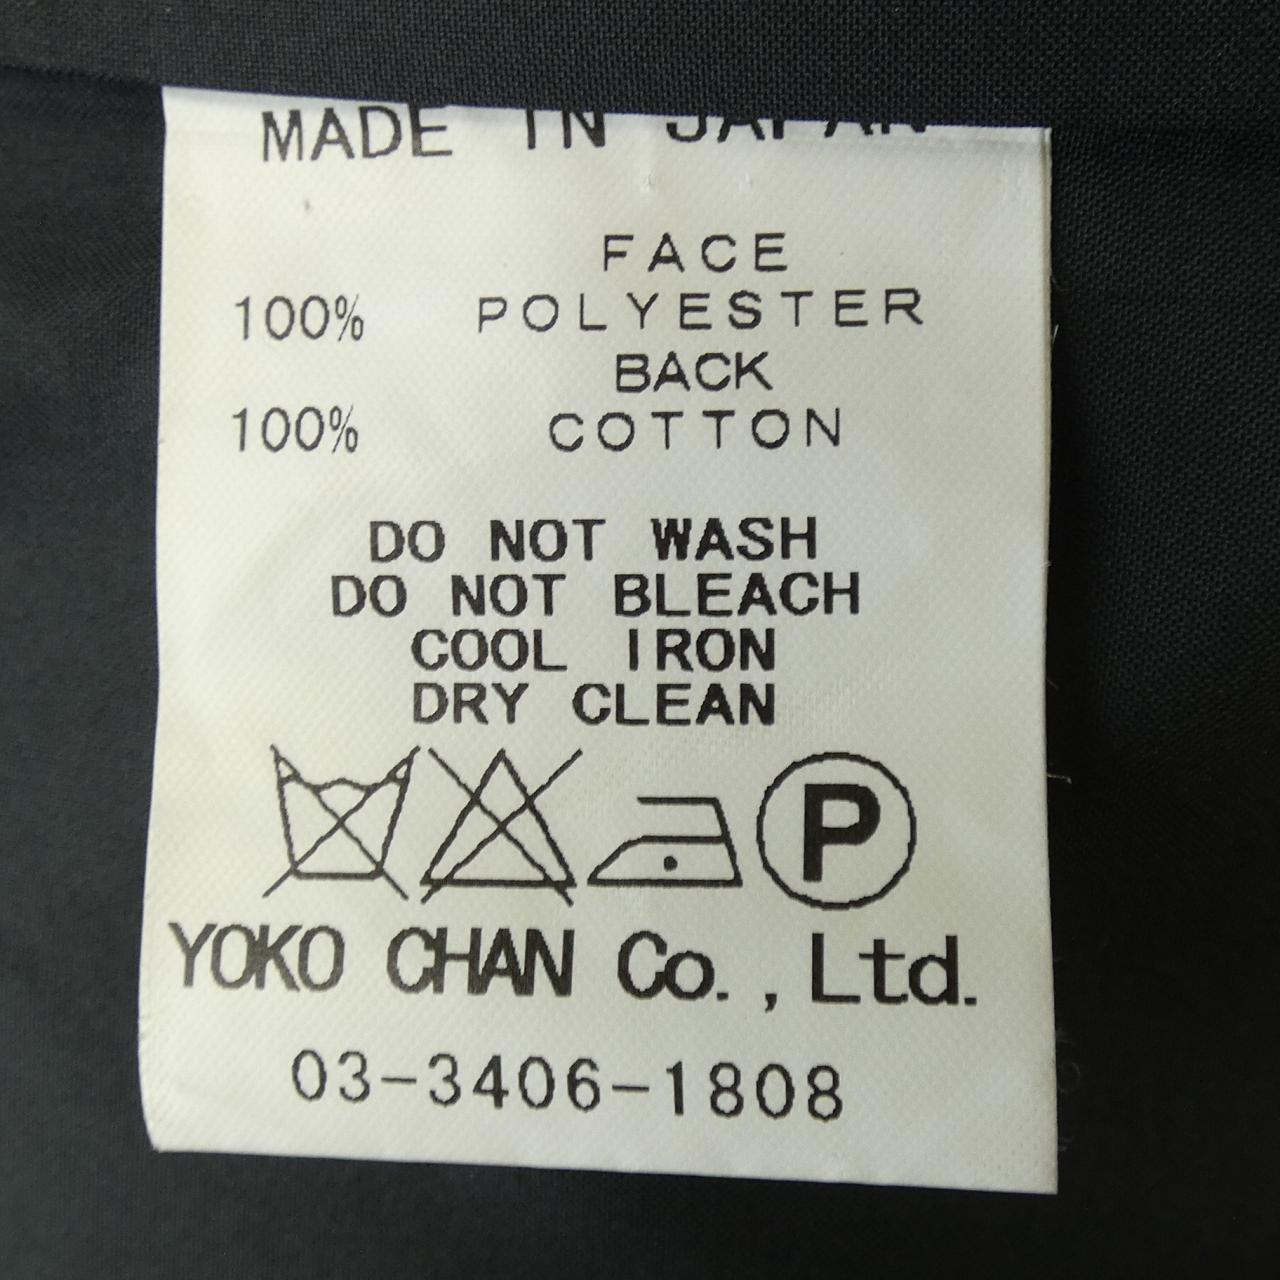 MADE IN JAPAN
FACE
100% POLYESTER
BACK
100% COTTON
DO NOT WASH
DO NOT BLEACH
COOL IRON
DRY CLEAN
P
YOKO CHAN Co., Ltd.
03-3406-1808